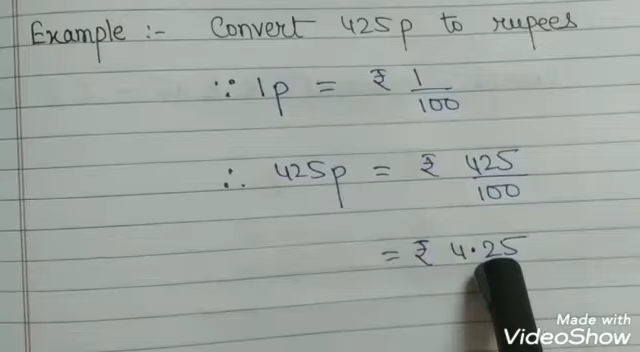 Example :- Convert 425p to rupees
∵ 1p = ₹ 1/100
∴ 425p = ₹ 425/100
= ₹ 4.25
Made with
VideoShow